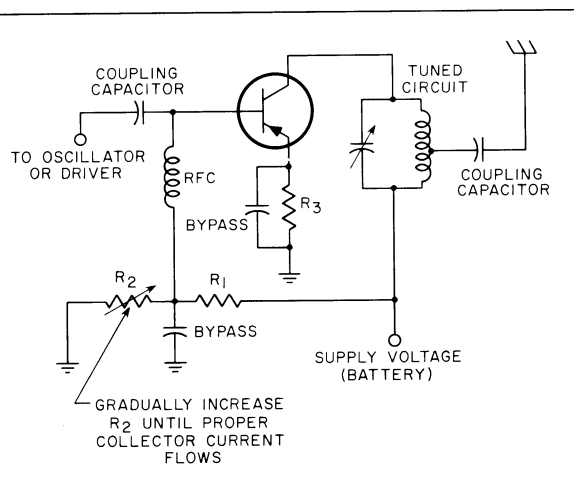 COUPLING
CAPACITOR
TUNED
CIRCUIT
TO OSCILLATOR
OR DRIVER
RFC
COUPLING
CAPACITOR
BYPASS
R3
R2
R1
BYPASS
SUPPLY VOLTAGE
(BATTERY)
GRADUALLY INCREASE
R2 UNTIL PROPER
COLLECTOR CURRENT
FLOWS